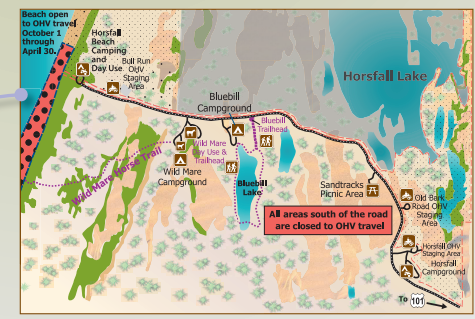 Beach open
to OHV travel
October 1
through
April 30.
Horsfall
Beach
Camping
and
Day Use
Bull Run
OHV
Staging
Area
Horsfall Lake
Bluebill
Campground
Bluebill
Trailhead
Wild Mare
Day Use &
Trailhead
Wild Mare Horse Trail
Wild Mare
Campground
Bluebill
Lake
Sandtracks
Picnic Area
Old Bark
Road OHV
Staging
Area
All areas south of the road
are closed to OHV travel
Horsfall OHV
Staging Area
Horsfall
Campground
To 101